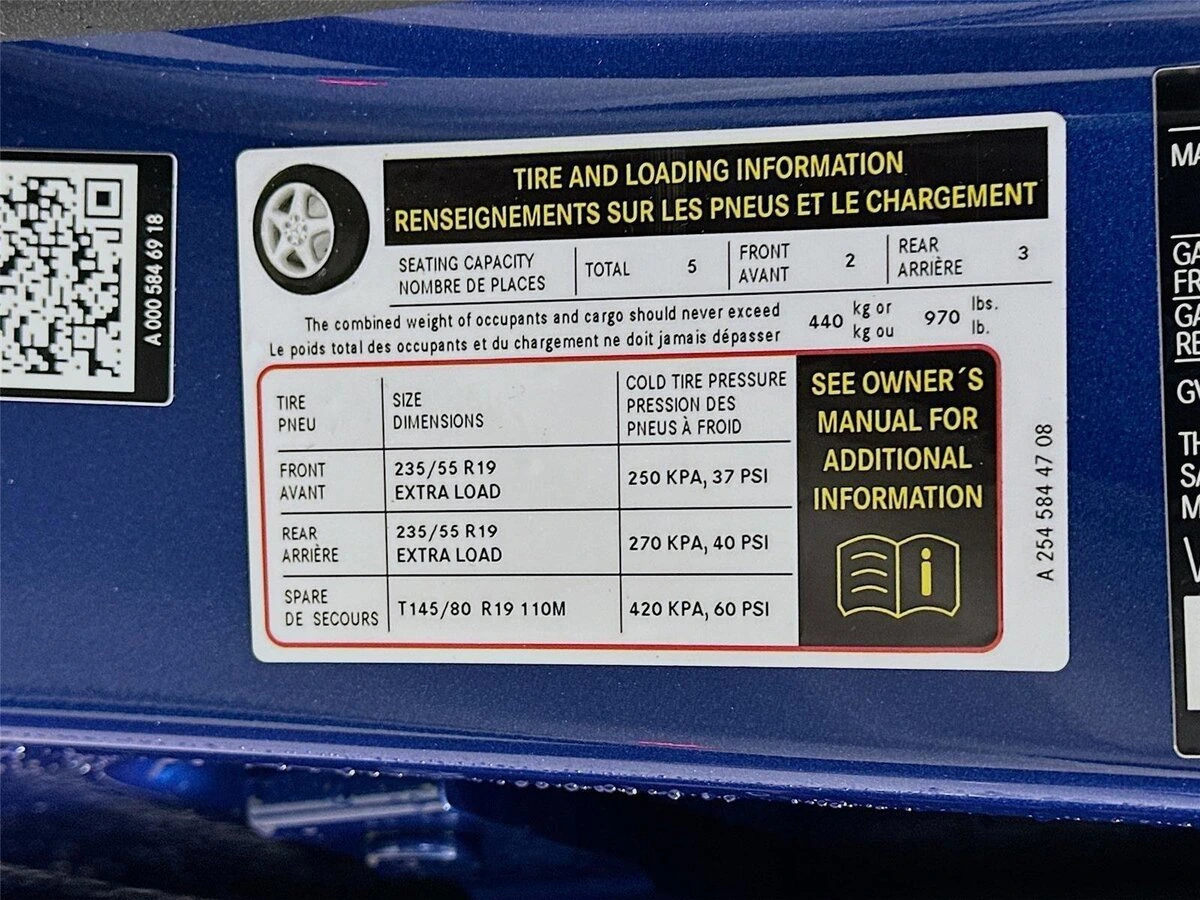 A 000 584 69 18
TIRE AND LOADING INFORMATION
RENSEIGNEMENTS SUR LES PNEUS ET LE CHARGEMENT
SEATING CAPACITY
NOMBRE DE PLACES
TOTAL 5
FRONT
AVANT
2
REAR
ARRIÈRE
3
The combined weight of occupants and cargo should never exceed
Le poids total des occupants et du chargement ne doit jamais dépasser
440 kg or
kg ou
970 lbs.
lb.
TIRE
PNEU
SIZE
DIMENSIONS
COLD TIRE PRESSURE
PRESSION DES
PNEUS À FROID
FRONT
AVANT
235/55 R19
EXTRA LOAD
250 KPA, 37 PSI
REAR
ARRIÈRE
235/55 R19
EXTRA LOAD
270 KPA, 40 PSI
SPARE
DE SECOURS
T145/80 R19 110M
420 KPA, 60 PSI
SEE OWNER´S
MANUAL FOR
ADDITIONAL
INFORMATION
i
A 254 584 47 08